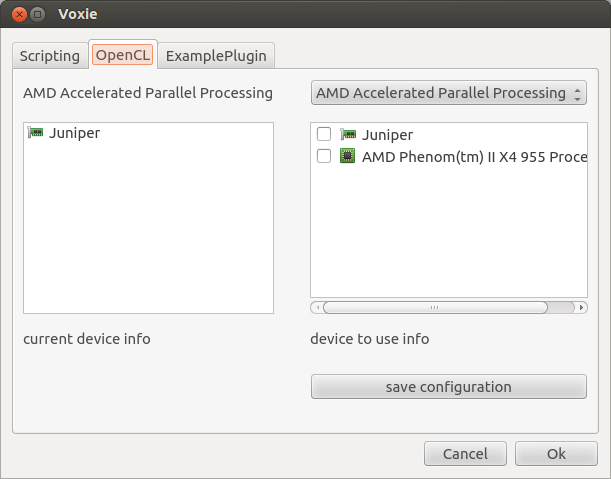 Voxie
Scripting OpenCL ExamplePlugin
AMD Accelerated Parallel Processing AMD Accelerated Parallel Processing
Juniper Juniper
AMD Phenom(tm) II X4 955 Proce
current device info device to use info
save configuration
Cancel Ok